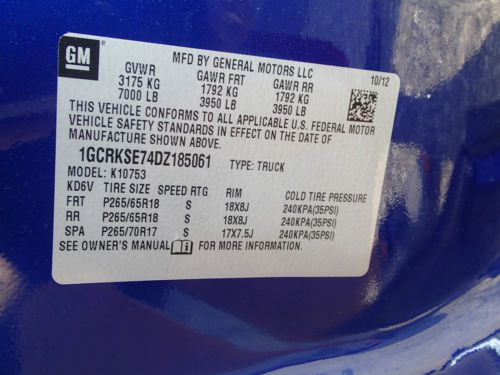 GM
MFD BY GENERAL MOTORS LLC
10/12
GVWR GAWR FRT GAWR RR
3175 KG 1792 KG 1792 KG
7000 LB 3950 LB 3950 LB
THIS VEHICLE CONFORMS TO ALL APPLICABLE U.S. FEDERAL MOTOR
VEHICLE SAFETY STANDARDS IN EFFECT ON THE DATE OF
MANUFACTURE SHOWN ABOVE.
1GCRKSE74DZ185061 TYPE: TRUCK
MODEL: K10753
KD6V TIRE SIZE SPEED RTG RIM COLD TIRE PRESSURE
FRT P265/65R18 S 18X8J 240KPA(35PSI)
RR P265/65R18 S 18X8J 240KPA(35PSI)
SPA P265/70R17 S 17X7.5J 240KPA(35PSI)
SEE OWNER'S MANUAL i FOR MORE INFORMATION.